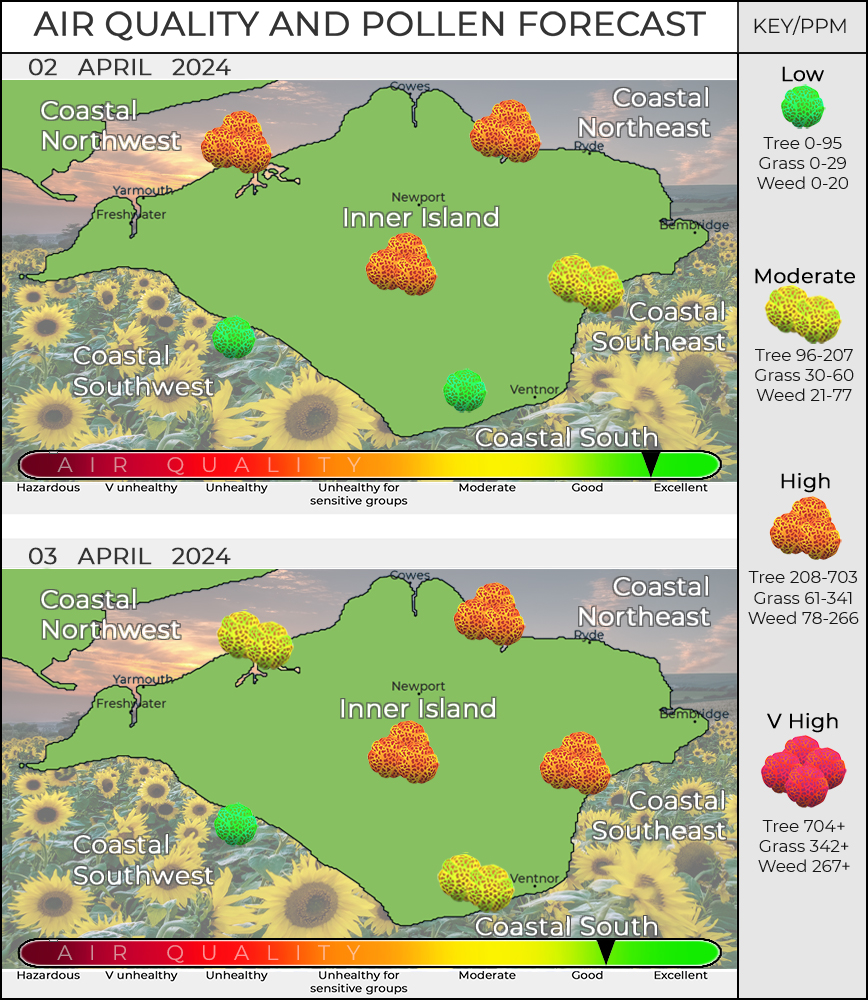 AIR QUALITY AND POLLEN FORECAST
KEY/PPM
02 APRIL 2024
Coastal
Northwest
Cowes
Coastal
Northeast
Ryde
Yarmouth
Freshwater
Newport
Inner Island
Bembridge
Coastal
Southeast
Coastal
Southwest
Ventnor
Coastal South
AIR QUALITY
Hazardous
V unhealthy
Unhealthy
Unhealthy for
sensitive groups
Moderate
Good
Excellent
03 APRIL 2024
Coastal
Northwest
Cowes
Coastal
Northeast
Ryde
Yarmouth
Freshwater
Newport
Inner Island
Bembridge
Coastal
Southeast
Coastal
Southwest
Ventnor
Coastal South
AIR QUALITY
Hazardous
V unhealthy
Unhealthy
Unhealthy for
sensitive groups
Moderate
Good
Excellent
Low
Tree 0-95
Grass 0-29
Weed 0-20
Moderate
Tree 96-207
Grass 30-60
Weed 21-77
High
Tree 208-703
Grass 61-341
Weed 78-266
V High
Tree 704+
Grass 342+
Weed 267+